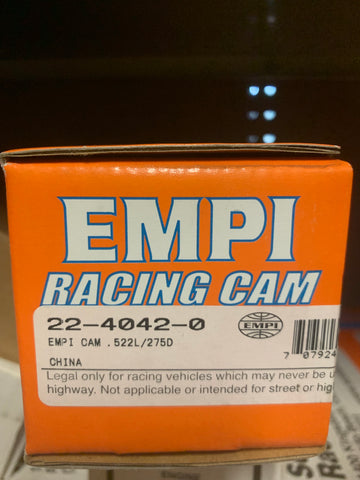 EMPI
RACING CAM
22-4042-0
EMPI
EMPI CAM .522L/275D
7 07924
CHINA
Legal only for racing vehicles which may never be u
highway. Not applicable or intended for street or hig